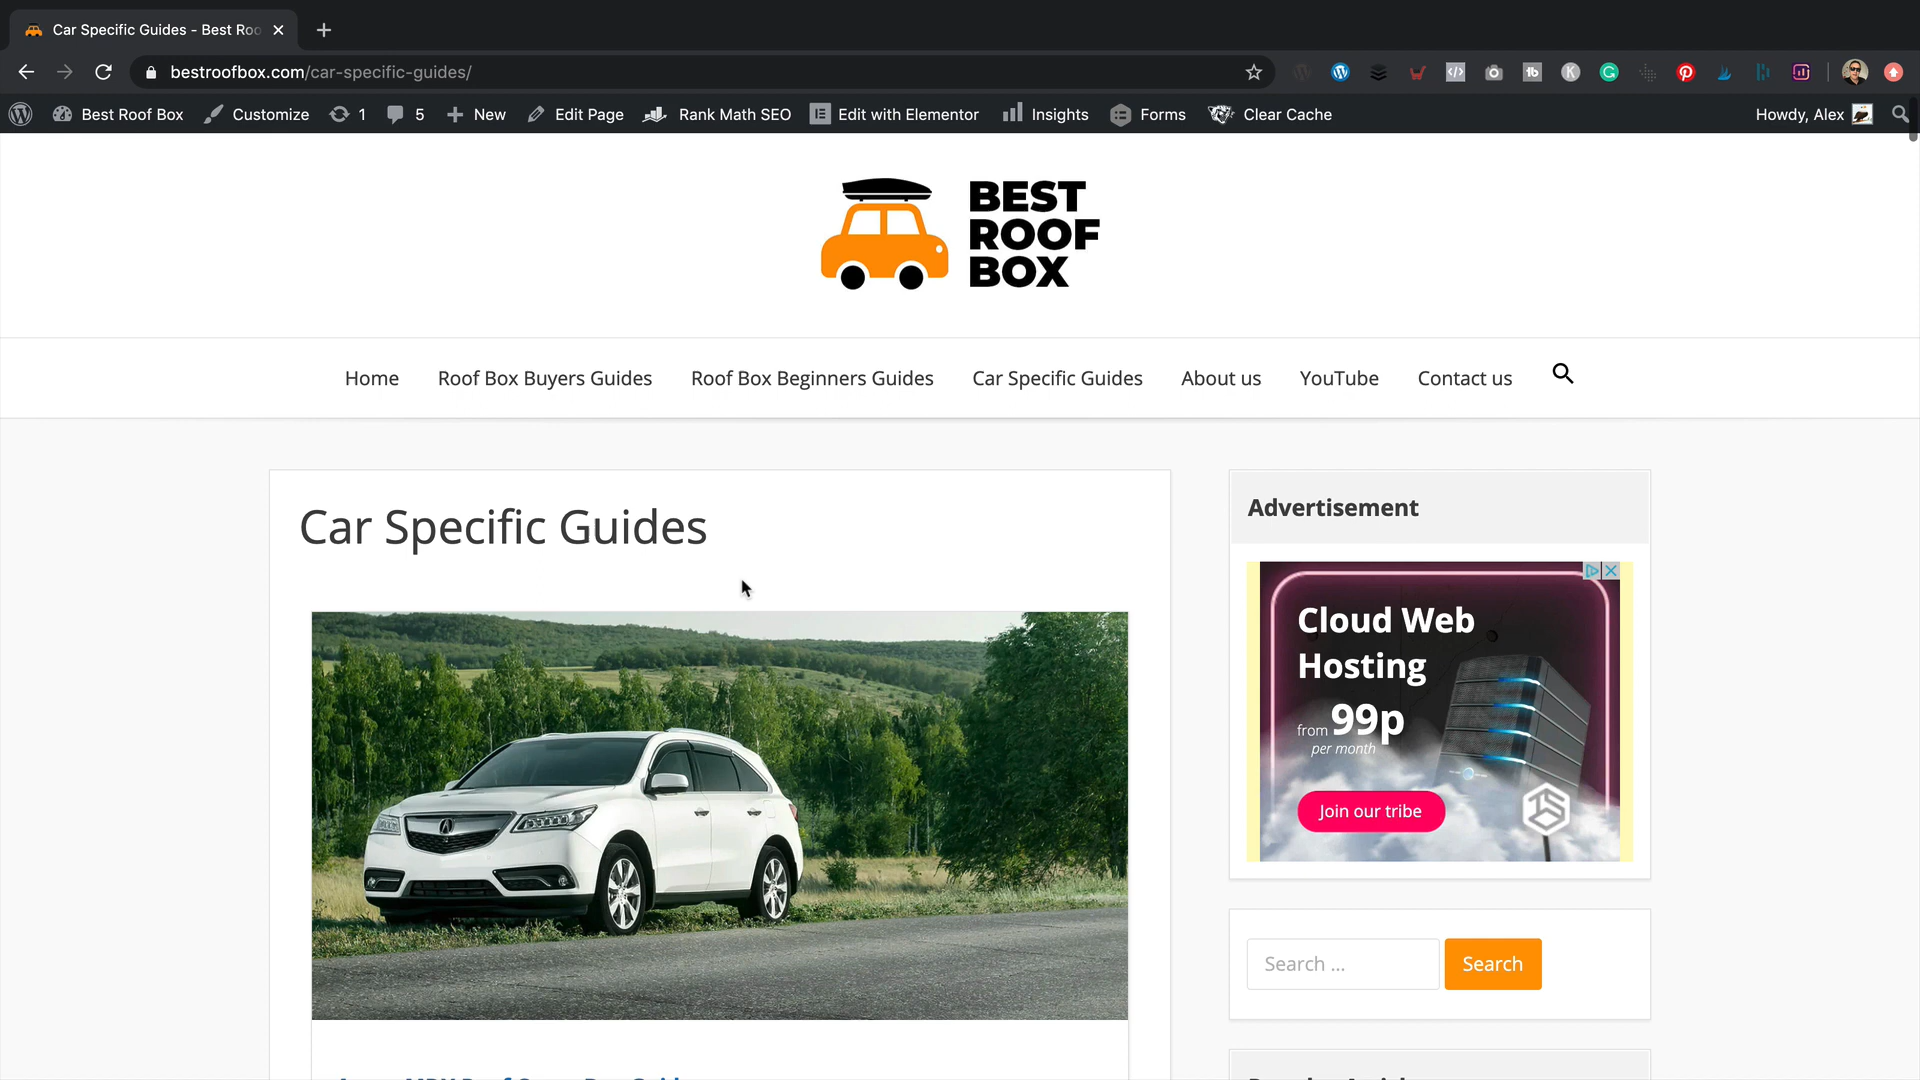 Car Specific Guides - Best Roo
bestroofbox.com/car-specific-guides/
Best Roof Box Customize 1 5 New Edit Page Rank Math SEO Edit with Elementor Insights Forms Clear Cache Howdy, Alex
BEST
ROOF
BOX
Home Roof Box Buyers Guides Roof Box Beginners Guides Car Specific Guides About us YouTube Contact us
Car Specific Guides
Advertisement
Cloud Web
Hosting
from 99p
per month
Join our tribe
Search ... Search